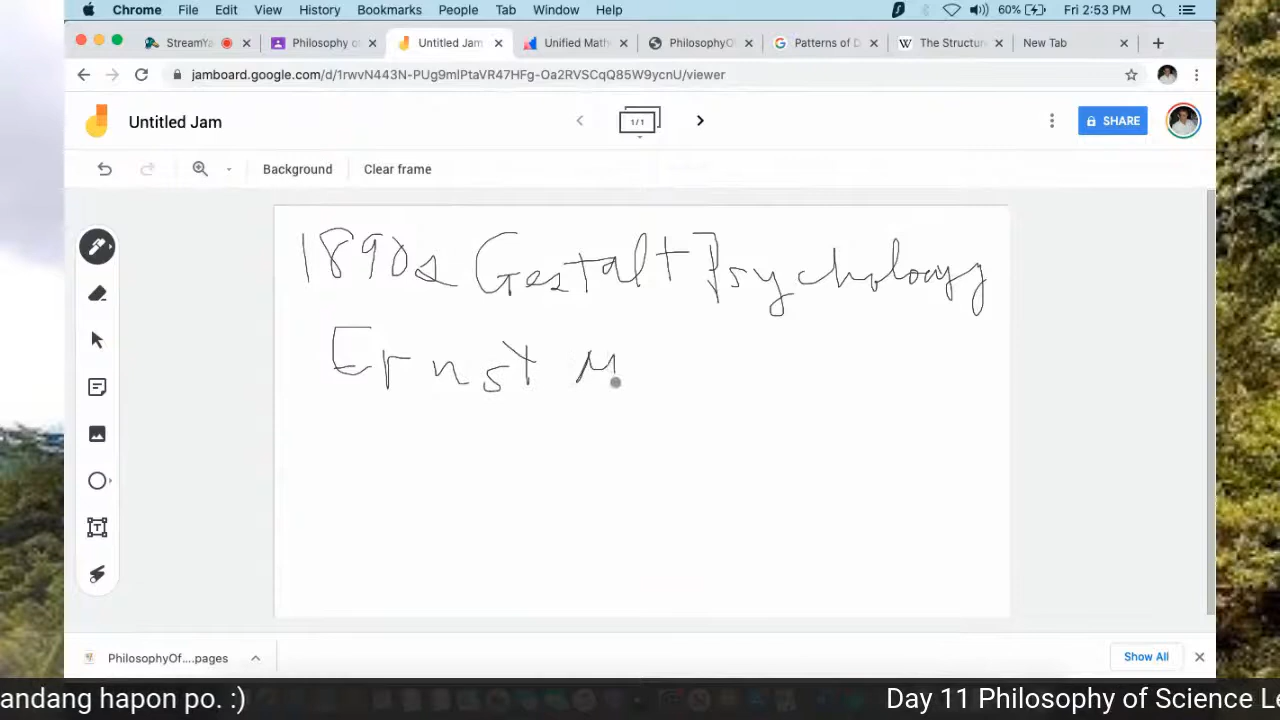 Chrome File Edit View History Bookmarks People Tab Window Help 60% Fri 2:53 PM
StreamYa Philosophy of Untitled Jam Unified Math PhilosophyO Patterns of D The Structure New Tab
jamboard.google.com/d/1rwvN443N-PUg9mlPtaVR47HFg-Oa2RVSCqQ85W9ycnU/viewer
Untitled Jam 1/1 SHARE
Background Clear frame
1890s Gestalt Psychology
Ernst M
PhilosophyOf....pages Show All
andang hapon po. :) Day 11 Philosophy of Science Le